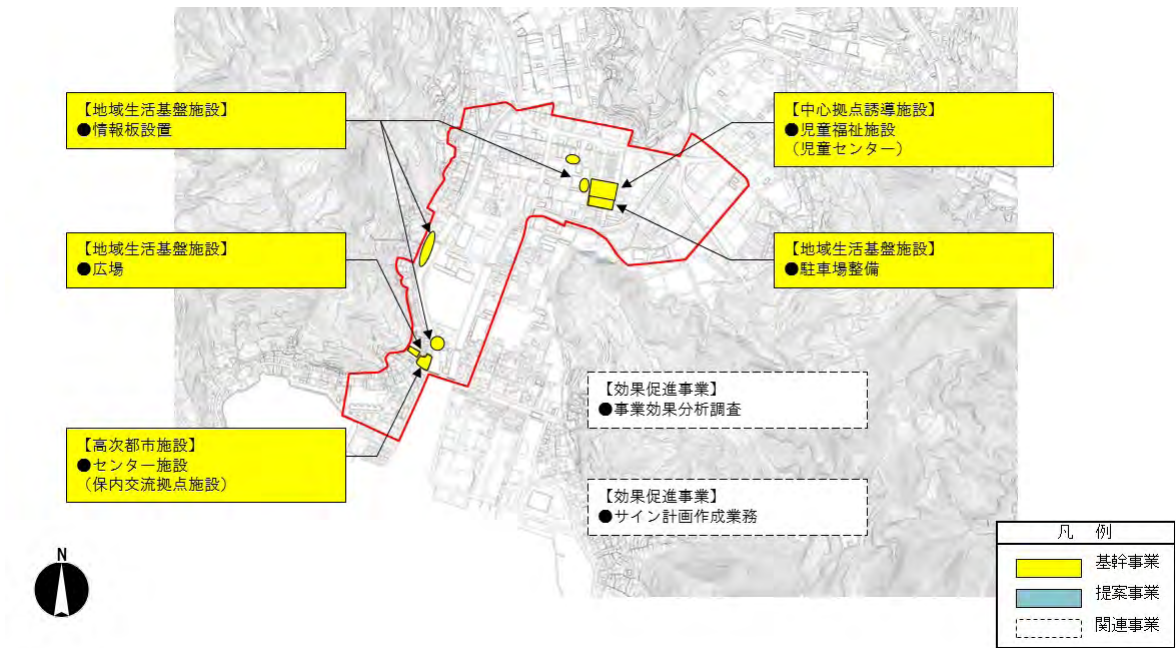 【地域生活基盤施設】
●情報板設置
【中心拠点誘導施設】
●児童福祉施設
（児童センター）
【地域生活基盤施設】
●広場
【地域生活基盤施設】
●駐車場整備
【効果促進事業】
●事業効果分析調査
【高次都市施設】
●センター施設
（保内交流拠点施設）
【効果促進事業】
●サイン計画作成業務
凡 例
基幹事業
提案事業
関連事業
N